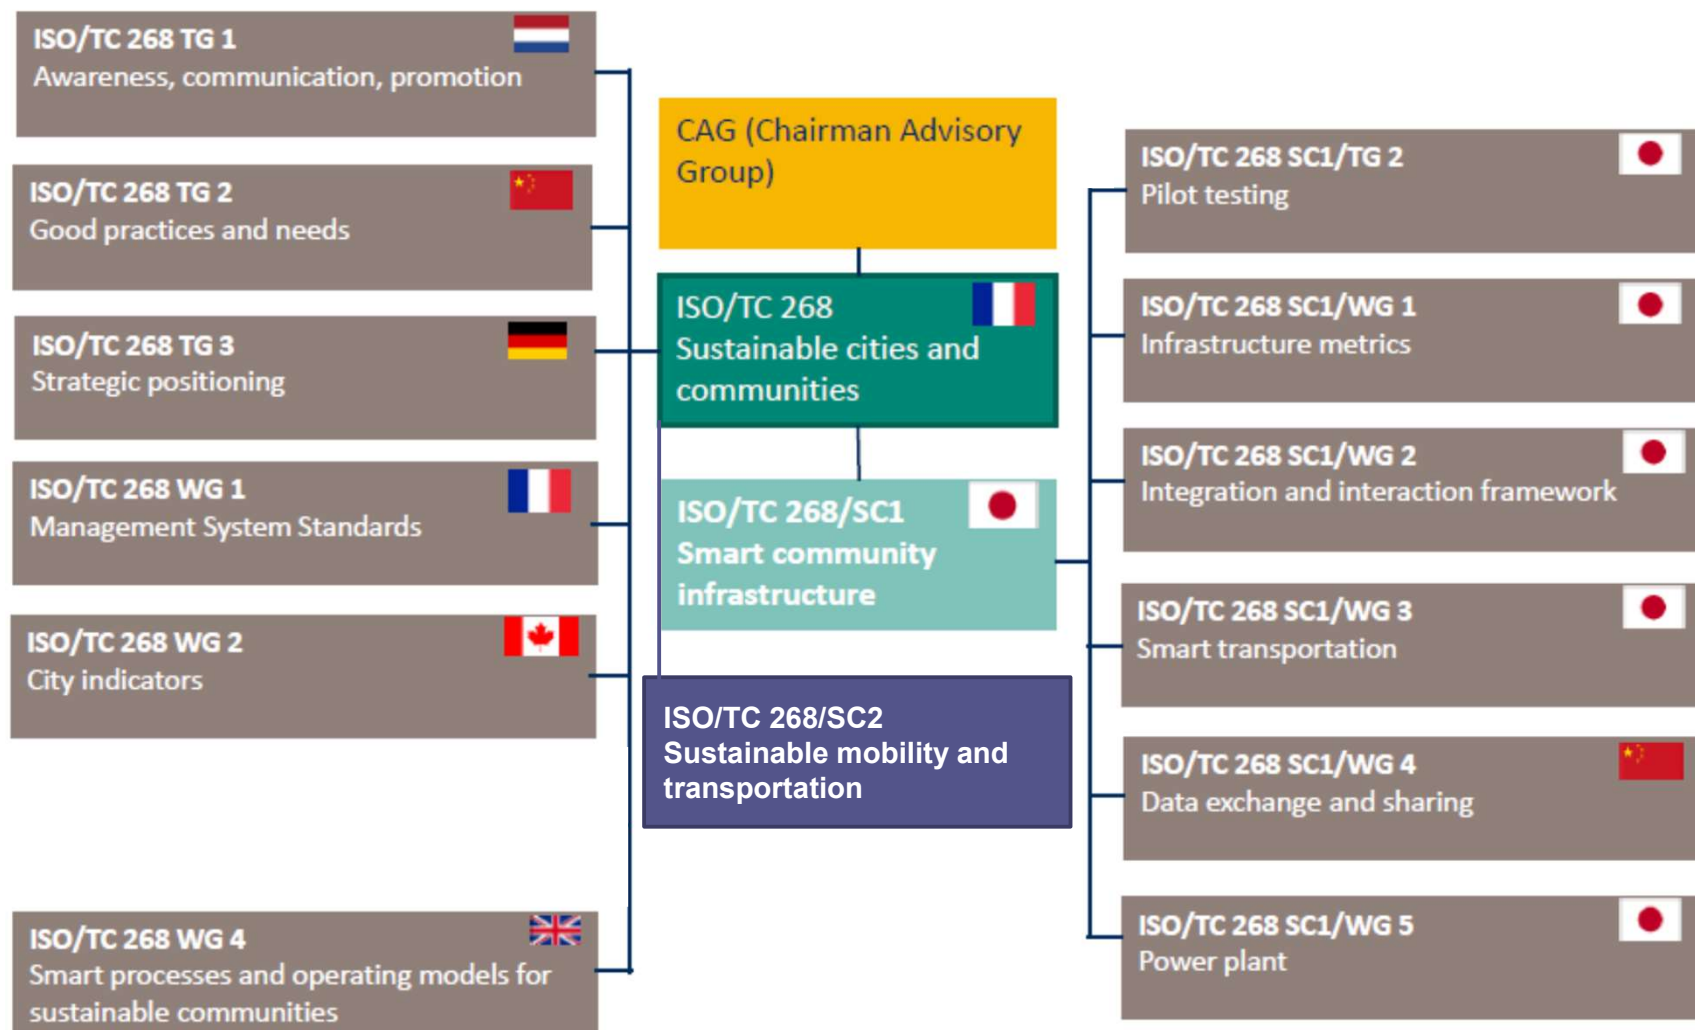 ISO/TC 268 TG 1
Awareness, communication, promotion
ISO/TC 268 TG 2
Good practices and needs
ISO/TC 268 TG 3
Strategic positioning
ISO/TC 268 WG 1
Management System Standards
ISO/TC 268 WG 2
City indicators
ISO/TC 268 WG 4
Smart processes and operating models for
sustainable communities
CAG (Chairman Advisory
Group)
ISO/TC 268
Sustainable cities and
communities
ISO/TC 268/SC1
Smart community
infrastructure
ISO/TC 268/SC2
Sustainable mobility and
transportation
ISO/TC 268 SC1/TG 2
Pilot testing
ISO/TC 268 SC1/WG 1
Infrastructure metrics
ISO/TC 268 SC1/WG 2
Integration and interaction framework
ISO/TC 268 SC1/WG 3
Smart transportation
ISO/TC 268 SC1/WG 4
Data exchange and sharing
ISO/TC 268 SC1/WG 5
Power plant